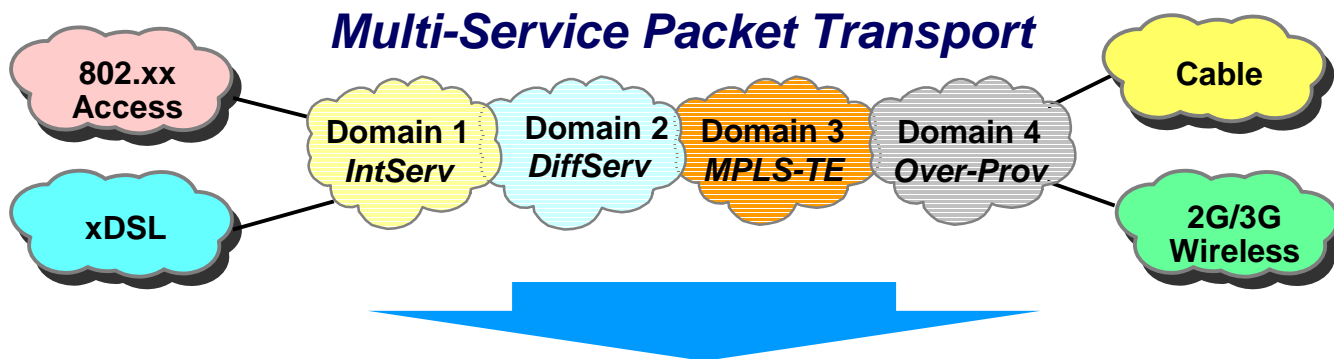 Multi-Service Packet Transport
802.xx
Access
Cable
Domain 1
IntServ
Domain 2
DiffServ
Domain 3
MPLS-TE
Domain 4
Over-Prov
xDSL
2G/3G
Wireless